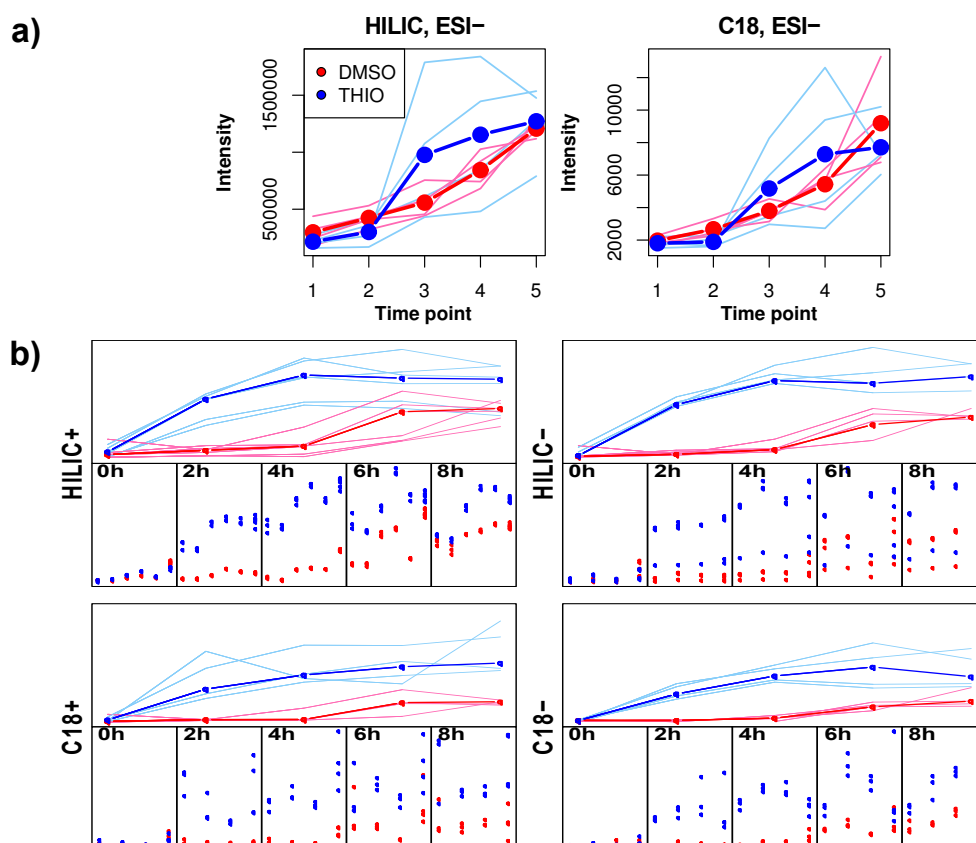 a)
HILIC, ESI−
C18, ESI−
DMSO
THIO
Intensity
500000
1500000
1 2 3 4 5
Time point
Intensity
2000
6000
10000
1 2 3 4 5
Time point
b)
HILIC+
0h 2h 4h 6h 8h
HILIC−
0h 2h 4h 6h 8h
C18+
0h 2h 4h 6h 8h
C18−
0h 2h 4h 6h 8h